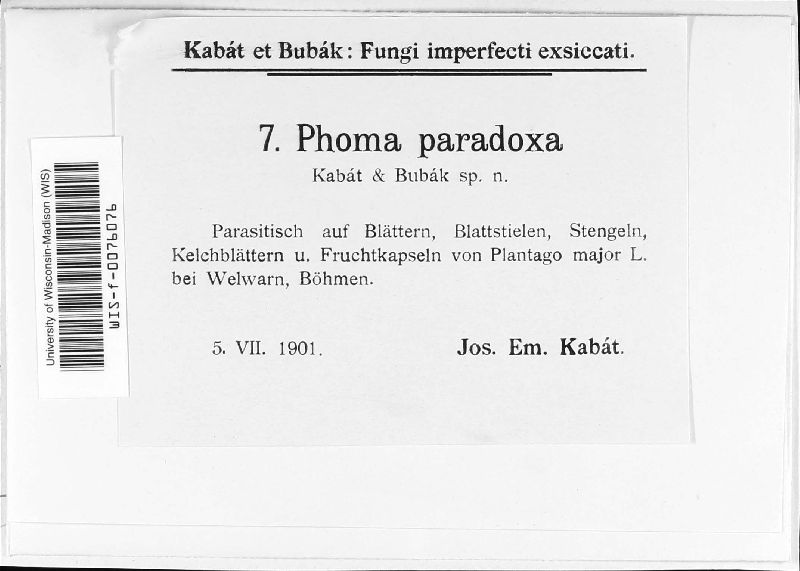 Kabát et Bubák: Fungi imperfecti exsiccati.
7. Phoma paradoxa
Kabát & Bubák sp. n.
Parasitisch auf Blättern, Blattstielen, Stengeln,
Kelchblättern u. Fruchtkapseln von Plantago major L.
bei Welwarn, Böhmen.
5. VII. 1901.
Jos. Em. Kabát.
University of Wisconsin-Madison (WIS)
WIS-f-0076076